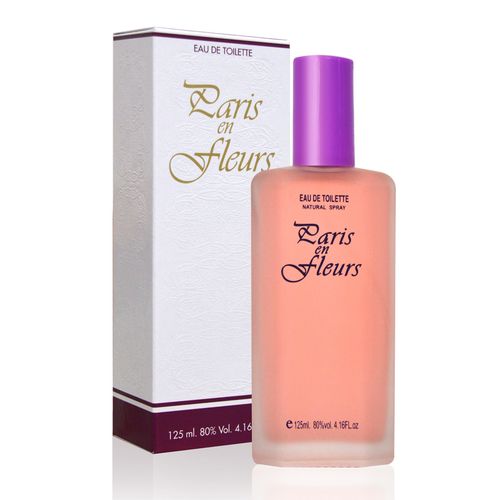 EAU DE TOILETTE
Paris
en
Fleurs
125 ml. 80% Vol. 4.16
EAU DE TOILETTE
NATURAL SPRAY
Paris
en
Fleurs
e 125ml. 80%vol. 4.16FL.oz